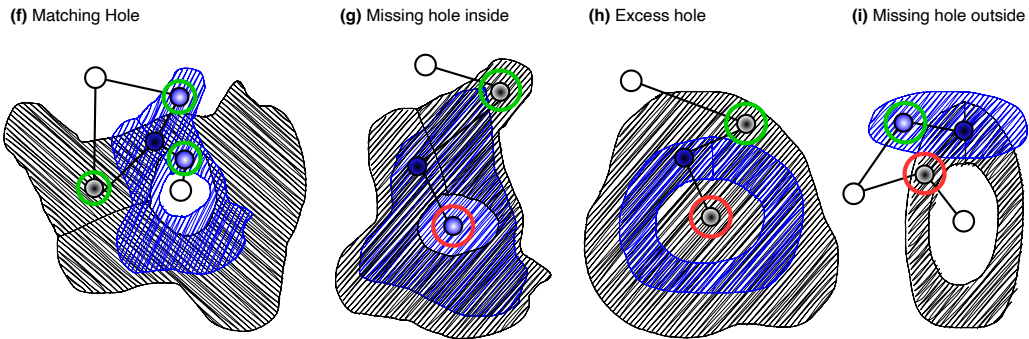 (f) Matching Hole
(g) Missing hole inside
(h) Excess hole
(i) Missing hole outside